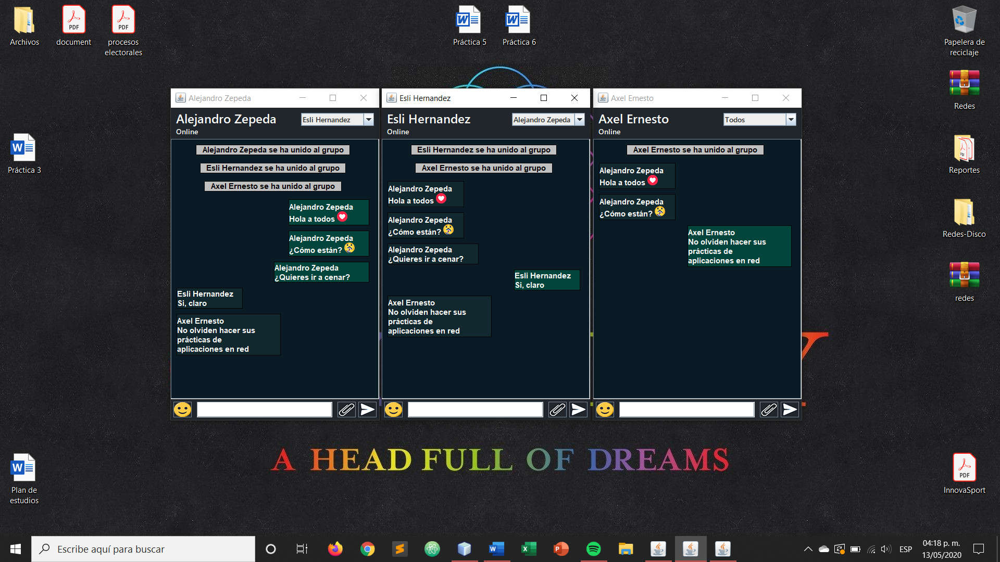 Archivos
document
procesos
electorales
Práctica 5
Práctica 6
Papelera de
reciclaje
Práctica 3
Redes
Reportes
Redes-Disco
redes
Alejandro Zepeda
Alejandro Zepeda
Esli Hernandez
Online
Alejandro Zepeda se ha unido al grupo
Esli Hernandez se ha unido al grupo
Axel Ernesto se ha unido al grupo
Alejandro Zepeda
Hola a todos
Alejandro Zepeda
¿Cómo están?
Alejandro Zepeda
¿Quieres ir a cenar?
Esli Hernandez
Si, claro
Axel Ernesto
No olviden hacer sus
prácticas de
aplicaciones en red
Esli Hernandez
Esli Hernandez
Alejandro Zepeda
Online
Esli Hernandez se ha unido al grupo
Axel Ernesto se ha unido al grupo
Alejandro Zepeda
Hola a todos
Alejandro Zepeda
¿Cómo están?
Alejandro Zepeda
¿Quieres ir a cenar?
Esli Hernandez
Si, claro
Axel Ernesto
No olviden hacer sus
prácticas de
aplicaciones en red
Axel Ernesto
Axel Ernesto
Todos
Online
Axel Ernesto se ha unido al grupo
Alejandro Zepeda
Hola a todos
Alejandro Zepeda
¿Cómo están?
Axel Ernesto
No olviden hacer sus
prácticas de
aplicaciones en red
A HEAD FULL OF DREAMS
Plan de
estudios
PDF
PDF
PDF
InnovaSport
Escribe aquí para buscar
ESP
04:18 p. m.
13/05/2020